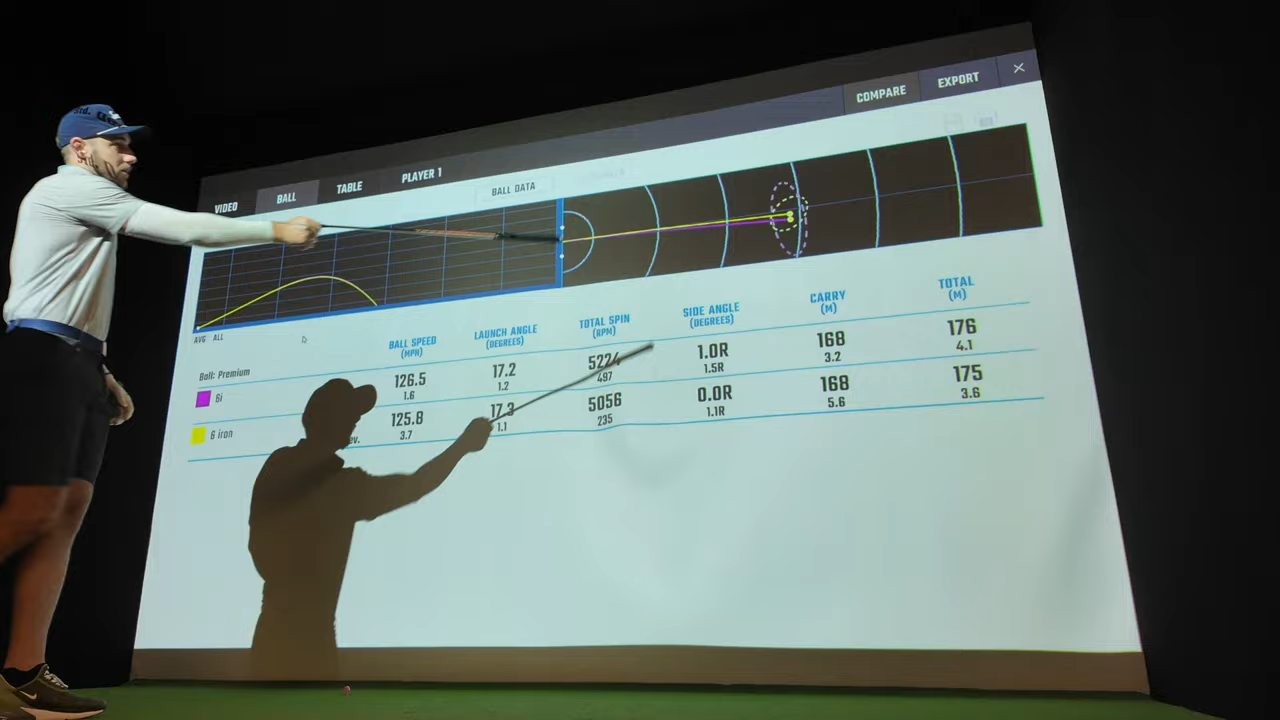 COMPARE EXPORT ×
VIDEO BALL TABLE PLAYER 1
BALL DATA
AVG ALL
BALL SPEED (MPH) LAUNCH ANGLE (DEGREES) TOTAL SPIN (RPM) SIDE ANGLE (DEGREES) CARRY (M) TOTAL (M)
Ball: Premium
6i 126.5 17.2 5224 1.0R 168 176
1.6 1.2 497 1.5R 3.2 4.1
6 iron 125.8 17.3 5056 0.0R 168 175
ev. 3.7 1.1 235 1.1R 5.6 3.6